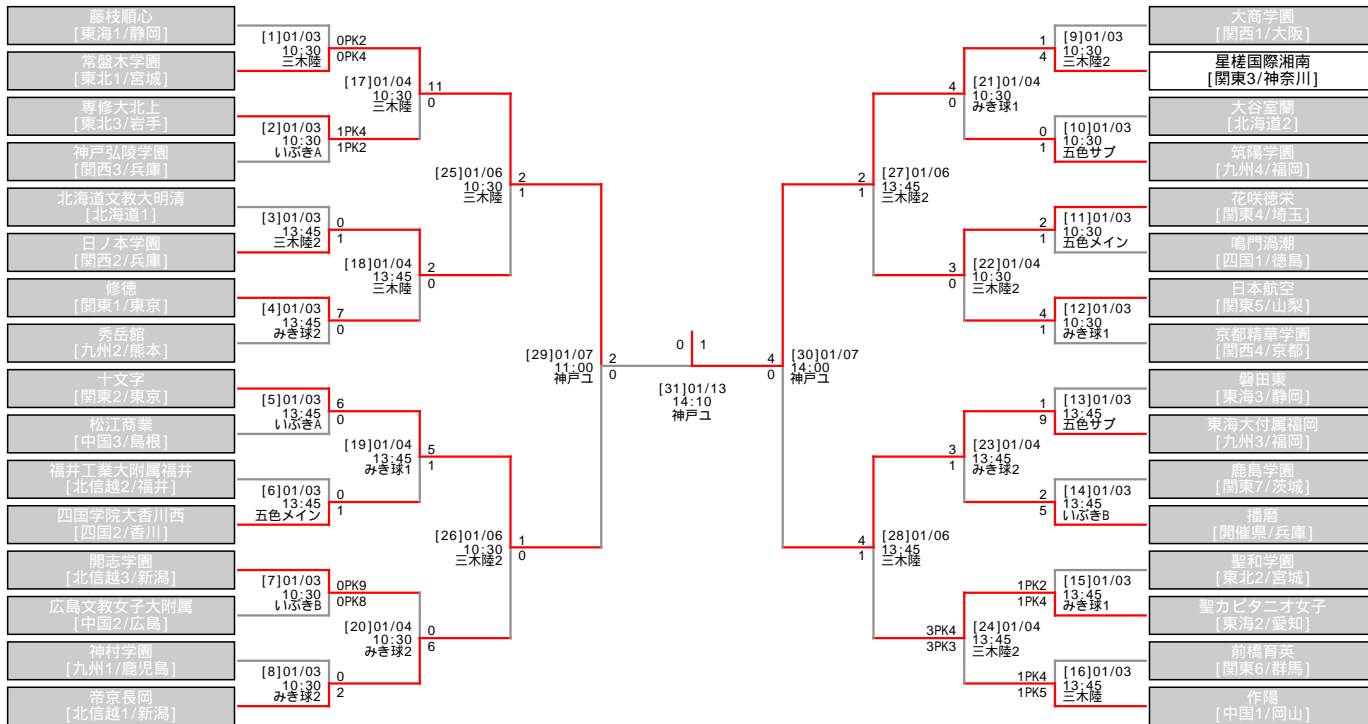 藤枝順心
[東海1/静岡]
常盤木学園
[東北1/宮城]
専修大北上
[東北3/岩手]
神戸弘陵学園
[関西3/兵庫]
北海道文教大明清
[北海道1]
日ノ本学園
[関西2/兵庫]
修徳
[関東1/東京]
秀岳館
[九州2/熊本]
十文字
[関東2/東京]
松江商業
[中国3/島根]
福井工業大附属福井
[北信越2/福井]
四国学院大香川西
[四国2/香川]
開志学園
[北信越3/新潟]
広島文教女子大附属
[中国2/広島]
神村学園
[九州1/鹿児島]
帝京長岡
[北信越1/新潟]
[1]01/03
10:30
三木陸
0PK2
0PK4
[2]01/03
10:30
いぶきA
1PK4
1PK2
[3]01/03
13:45
三木陸2
0
1
[4]01/03
13:45
みき球2
7
0
[5]01/03
13:45
いぶきA
6
0
[6]01/03
13:45
五色メイン
0
1
[7]01/03
10:30
いぶきB
0PK9
0PK8
[8]01/03
10:30
みき球2
0
2
[17]01/04
10:30
三木陸
11
0
[18]01/04
13:45
三木陸
2
0
[19]01/04
13:45
みき球1
5
1
[20]01/04
10:30
みき球2
0
6
[25]01/06
10:30
三木陸
2
1
[26]01/06
10:30
三木陸2
1
0
[29]01/07
11:00
神戸ユ
2
0
0
1
[31]01/13
14:10
神戸ユ
4
0
[30]01/07
14:00
神戸ユ
2
1
[27]01/06
13:45
三木陸2
4
1
[28]01/06
13:45
三木陸
4
0
[21]01/04
10:30
みき球1
3
0
[22]01/04
10:30
三木陸2
3
1
[23]01/04
13:45
みき球2
3PK4
3PK3
[24]01/04
13:45
三木陸2
1
4
[9]01/03
10:30
三木陸2
0
1
[10]01/03
10:30
五色サブ
2
1
[11]01/03
10:30
五色メイン
4
1
[12]01/03
10:30
みき球1
1
9
[13]01/03
13:45
五色サブ
2
5
[14]01/03
13:45
いぶきB
1PK2
1PK4
[15]01/03
13:45
みき球1
1PK4
1PK5
[16]01/03
13:45
三木陸
大商学園
[関西1/大阪]
星槎国際湘南
[関東3/神奈川]
大谷室蘭
[北海道2]
筑陽学園
[九州4/福岡]
花咲徳栄
[関東4/埼玉]
鳴門渦潮
[四国1/徳島]
日本航空
[関東5/山梨]
京都精華学園
[関西4/京都]
磐田東
[東海3/静岡]
東海大付属福岡
[九州3/福岡]
鹿島学園
[関東7/茨城]
播磨
[開催県/兵庫]
聖和学園
[東北2/宮城]
聖カピタニオ女子
[東海2/愛知]
前橋育英
[関東6/群馬]
作陽
[中国1/岡山]